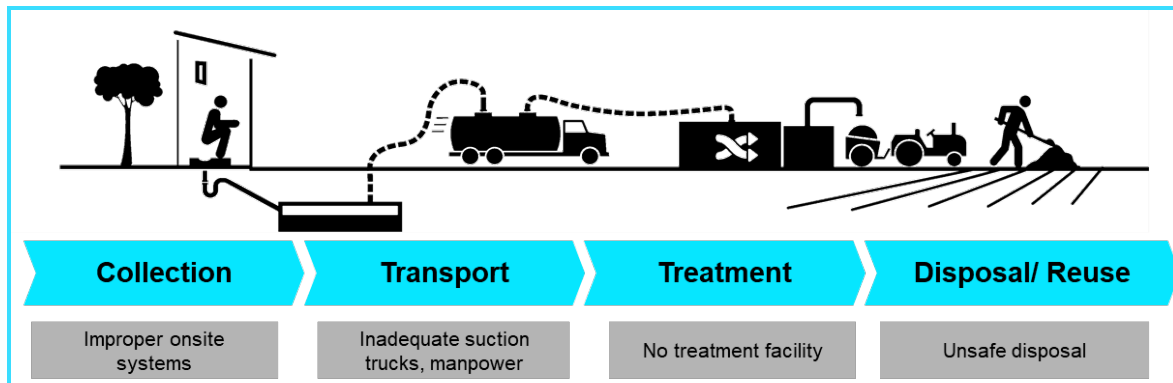 Collection
Transport
Treatment
Disposal/ Reuse
Improper onsite
systems
Inadequate suction
trucks, manpower
No treatment facility
Unsafe disposal